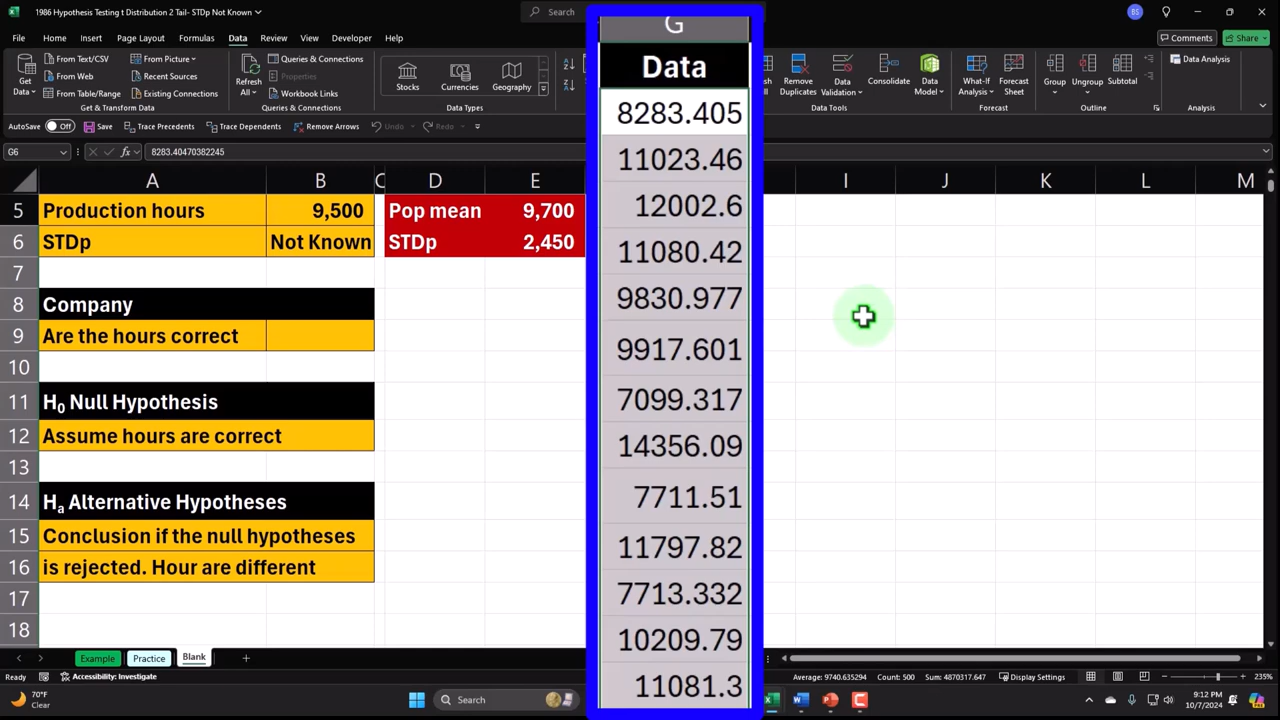 1986 Hypothesis Testing t Distribution 2 Tail- STDp Not Known
Search
BS
File Home Insert Page Layout Formulas Data Review View Developer Help
Comments Share
Get Data
From Text/CSV
From Web
From Table/Range
From Picture
Recent Sources
Existing Connections
Get & Transform Data
Refresh All
Queries & Connections
Properties
Workbook Links
Queries & Connections
Stocks Currencies Geography
Data Types
Remove Duplicates
Data Validation
Consolidate
Data Model
Data Tools
What-If Analysis
Forecast Sheet
Forecast
Group Ungroup Subtotal
Outline
Data Analysis
Analysis
AutoSave Off Save Trace Precedents Trace Dependents Remove Arrows Undo Redo
G6 fx 8283.40470382245
A B C D E G I J K L M
5 Production hours 9,500 Pop mean 9,700
6 STDp Not Known STDp 2,450
7
8 Company
9 Are the hours correct
10
11 H0 Null Hypothesis
12 Assume hours are correct
13
14 Ha Alternative Hypotheses
15 Conclusion if the null hypotheses
16 is rejected. Hour are different
17
18
Data
8283.405
11023.46
12002.6
11080.42
9830.977
9917.601
7099.317
14356.09
7711.51
11797.82
7713.332
10209.79
11081.3
Example Practice Blank
Ready Accessibility: Investigate Average: 9740.635294 Count: 500 Sum: 4870317.647 Display Settings 235%
70°F
Clear
Search
9:12 PM
10/7/2024